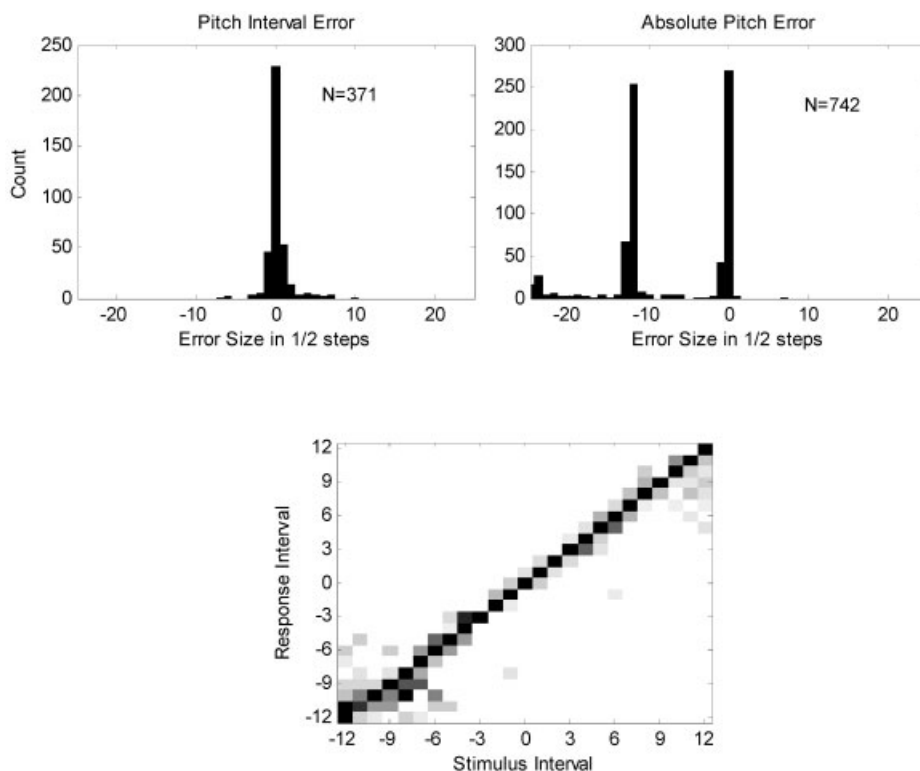 Pitch Interval Error
250
200
150
100
50
0
Count
N=371
-20 -10 0 10 20
Error Size in 1/2 steps
Absolute Pitch Error
300
250
200
150
100
50
0
N=742
-20 -10 0 10 20
Error Size in 1/2 steps
12
9
6
3
0
-3
-6
-9
-12
Response Interval
-12 -9 -6 -3 0 3 6 9 12
Stimulus Interval